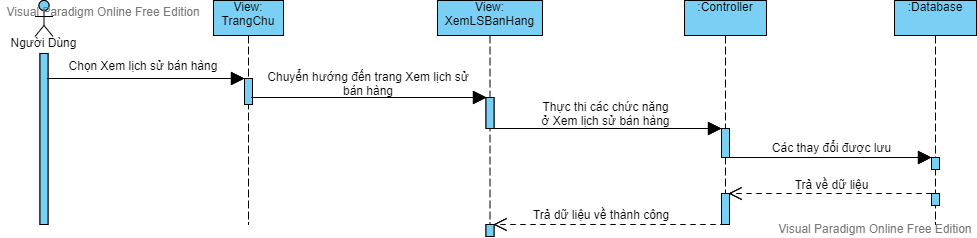 Visual Paradigm Online Free Edition
Người Dùng
View:
TrangChu
View:
XemLSBanHang
:Controller
:Database
Chọn Xem lịch sử bán hàng
Chuyển hướng đến trang Xem lịch sử
bán hàng
Thực thi các chức năng
ở Xem lịch sử bán hàng
Các thay đổi được lưu
Trả về dữ liệu
Trả dữ liệu về thành công
Visual Paradigm Online Free Edition